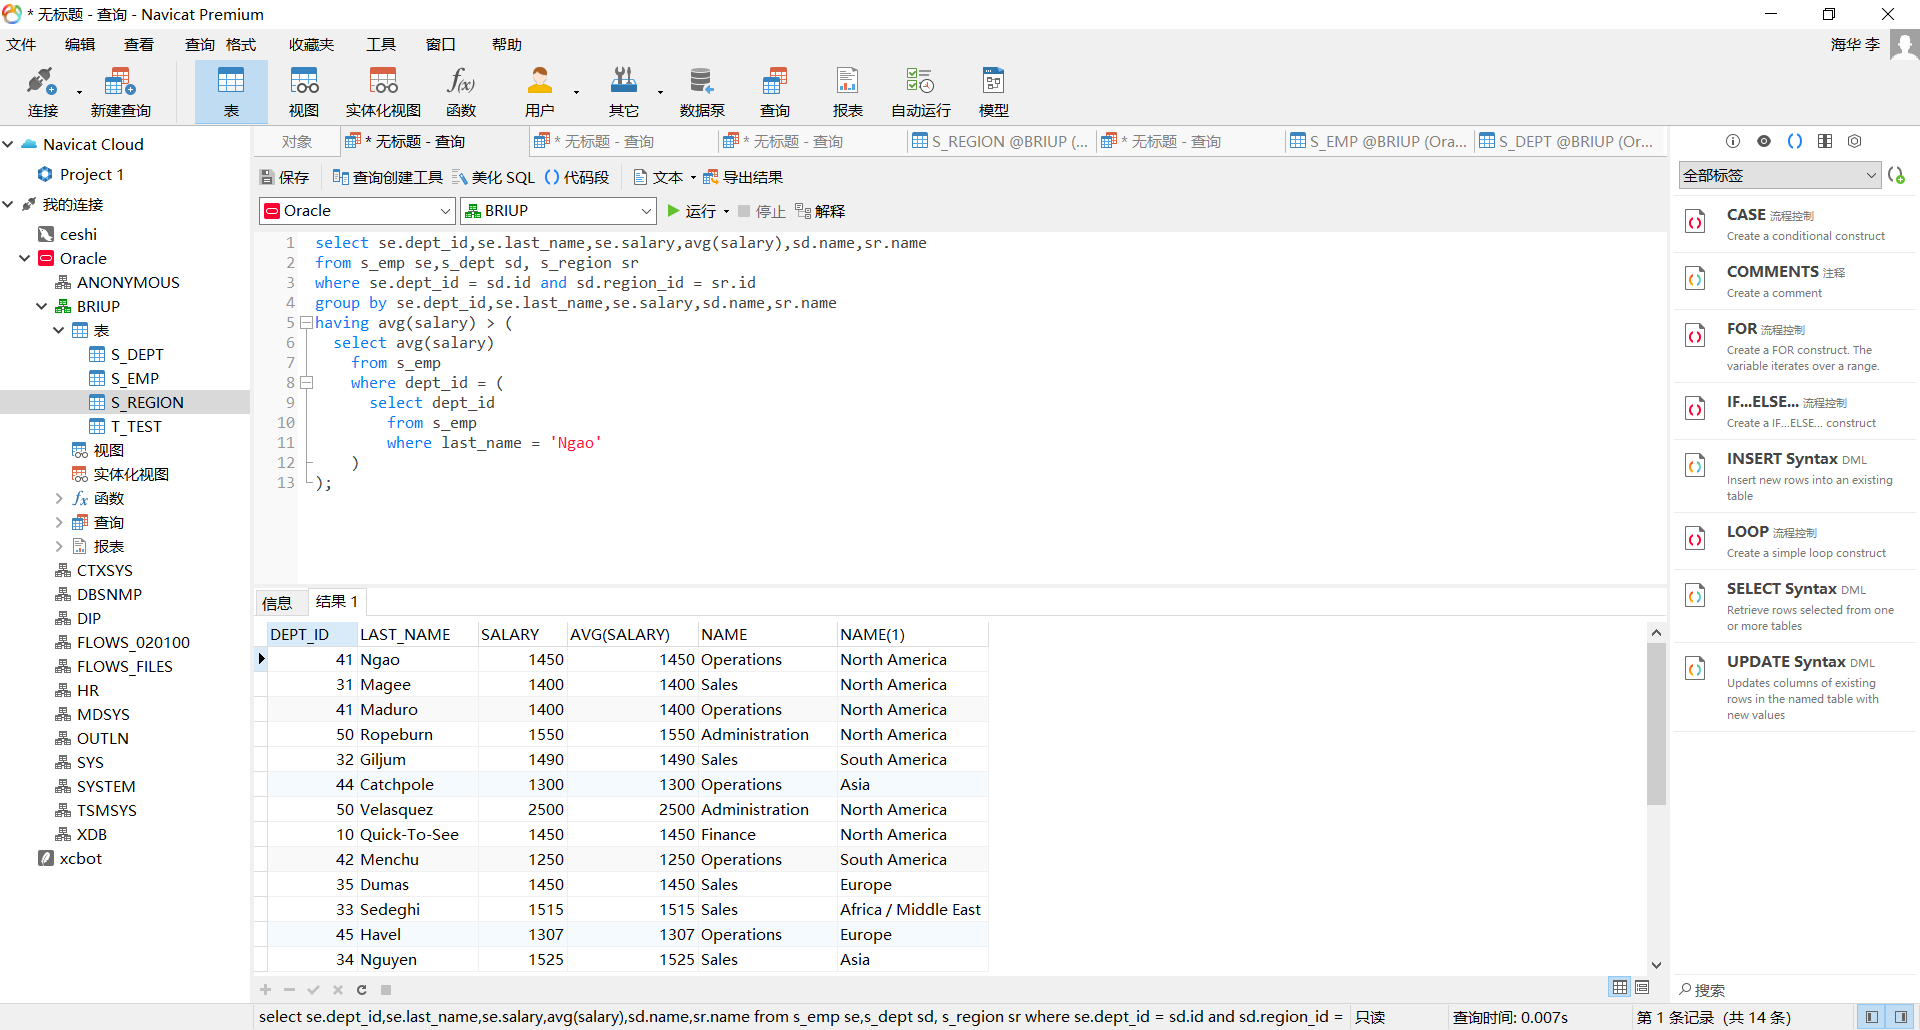 * 无标题 - 查询 - Navicat Premium
文件 编辑 查看 查询 格式 收藏夹 工具 窗口 帮助 海华 李
连接 新建查询 表 视图 实体化视图 函数 用户 其它 数据泵 查询 报表 自动运行 模型
Navicat Cloud
Project 1
我的连接
ceshi
Oracle
ANONYMOUS
BRIUP
表
S_DEPT
S_EMP
S_REGION
T_TEST
视图
实体化视图
函数
查询
报表
CTXSYS
DBSNMP
DIP
FLOWS_020100
FLOWS_FILES
HR
MDSYS
OUTLN
SYS
SYSTEM
TSMSYS
XDB
xcbot
对象 * 无标题 - 查询 * 无标题 - 查询 * 无标题 - 查询 S_REGION @BRIUP (... * 无标题 - 查询 S_EMP @BRIUP (Ora... S_DEPT @BRIUP (Or...
保存 查询创建工具 美化 SQL 代码段 文本 导出结果
Oracle BRIUP 运行 停止 解释
1 select se.dept_id,se.last_name,se.salary,avg(salary),sd.name,sr.name
2 from s_emp se,s_dept sd, s_region sr
3 where se.dept_id = sd.id and sd.region_id = sr.id
4 group by se.dept_id,se.last_name,se.salary,sd.name,sr.name
5 having avg(salary) > (
6 select avg(salary)
7 from s_emp
8 where dept_id = (
9 select dept_id
10 from s_emp
11 where last_name = 'Ngao'
12 )
13 );
信息 结果 1
DEPT_ID LAST_NAME SALARY AVG(SALARY) NAME NAME(1)
41 Ngao 1450 1450 Operations North America
31 Magee 1400 1400 Sales North America
41 Maduro 1400 1400 Operations North America
50 Ropeburn 1550 1550 Administration North America
32 Giljum 1490 1490 Sales South America
44 Catchpole 1300 1300 Operations Asia
50 Velasquez 2500 2500 Administration North America
10 Quick-To-See 1450 1450 Finance North America
42 Menchu 1250 1250 Operations South America
35 Dumas 1450 1450 Sales Europe
33 Sedeghi 1515 1515 Sales Africa / Middle East
45 Havel 1307 1307 Operations Europe
34 Nguyen 1525 1525 Sales Asia
全部标签
CASE 流程控制
Create a conditional construct
COMMENTS 注释
Create a comment
FOR 流程控制
Create a FOR construct. The
variable iterates over a range.
IF...ELSE... 流程控制
Create a IF...ELSE... construct
INSERT Syntax DML
Insert new rows into an existing
table
LOOP 流程控制
Create a simple loop construct
SELECT Syntax DML
Retrieve rows selected from one
or more tables
UPDATE Syntax DML
Updates columns of existing
rows in the named table with
new values
搜索
select se.dept_id,se.last_name,se.salary,avg(salary),sd.name,sr.name from s_emp se,s_dept sd, s_region sr where se.dept_id = sd.id and sd.region_id = 只读 查询时间: 0.007s 第 1 条记录 (共 14 条)